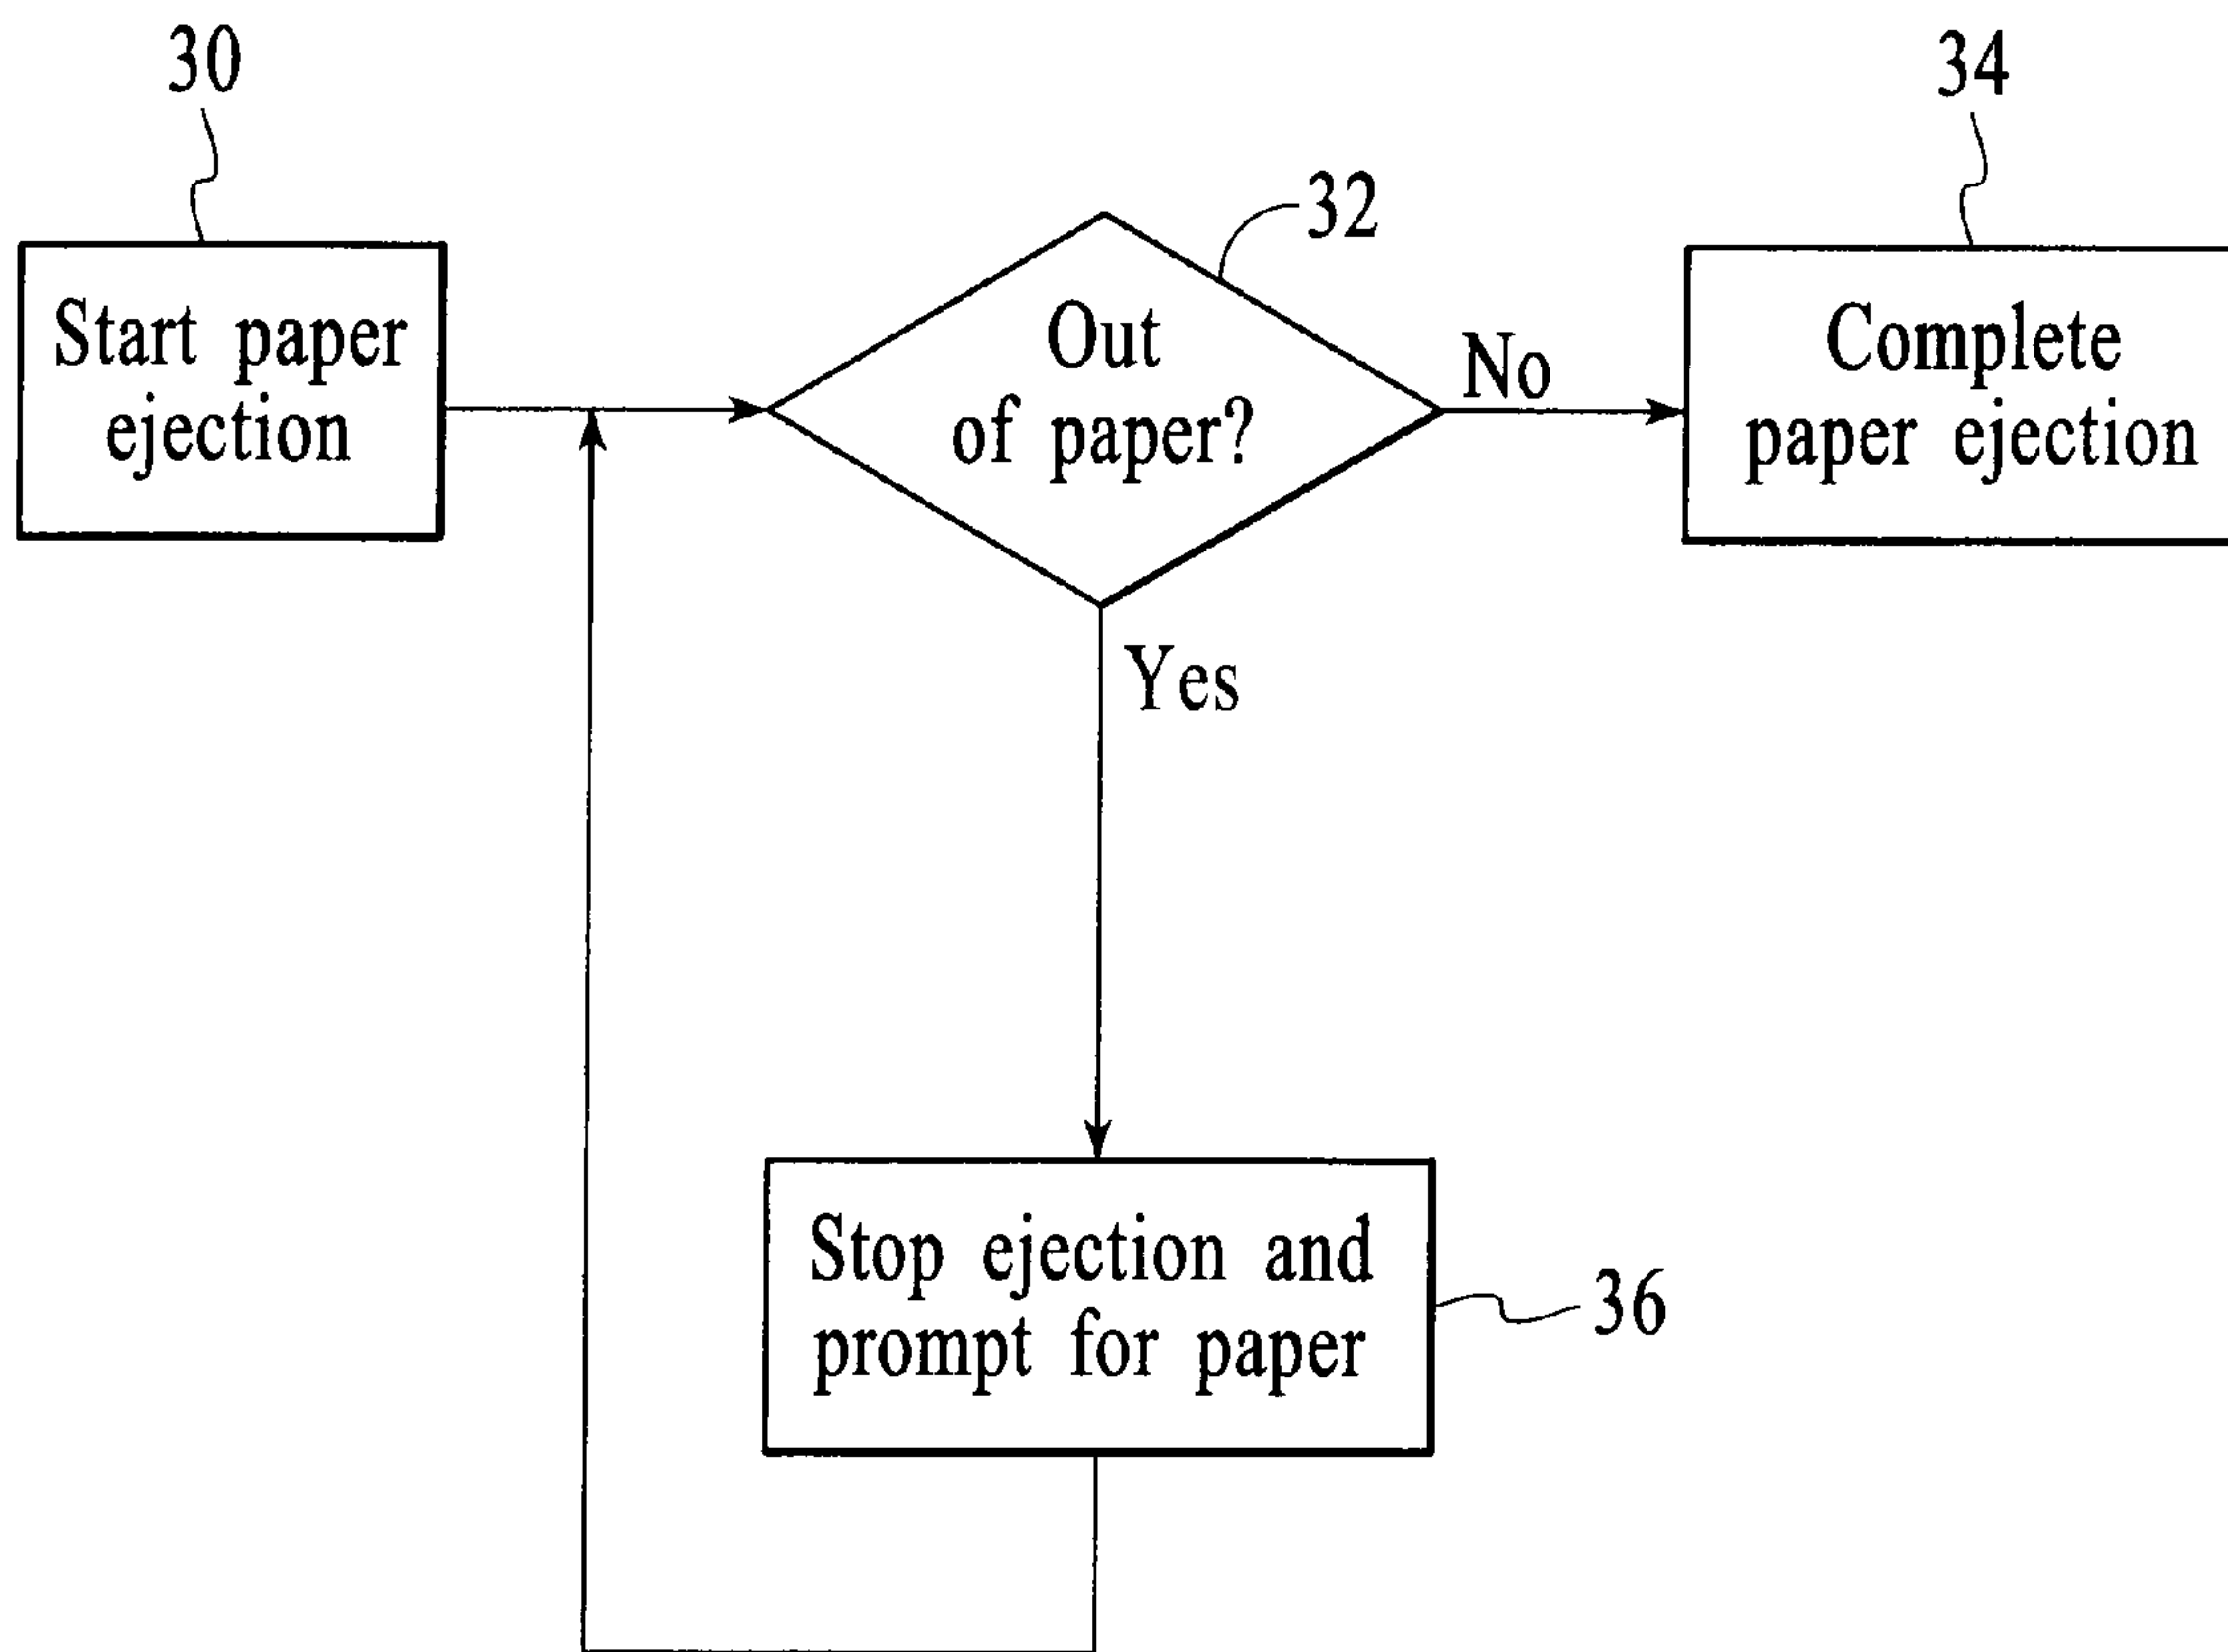 30
34
32
Start paper
ejection
Out
of paper?
No
Complete
paper ejection
Yes
Stop ejection and
prompt for paper
36